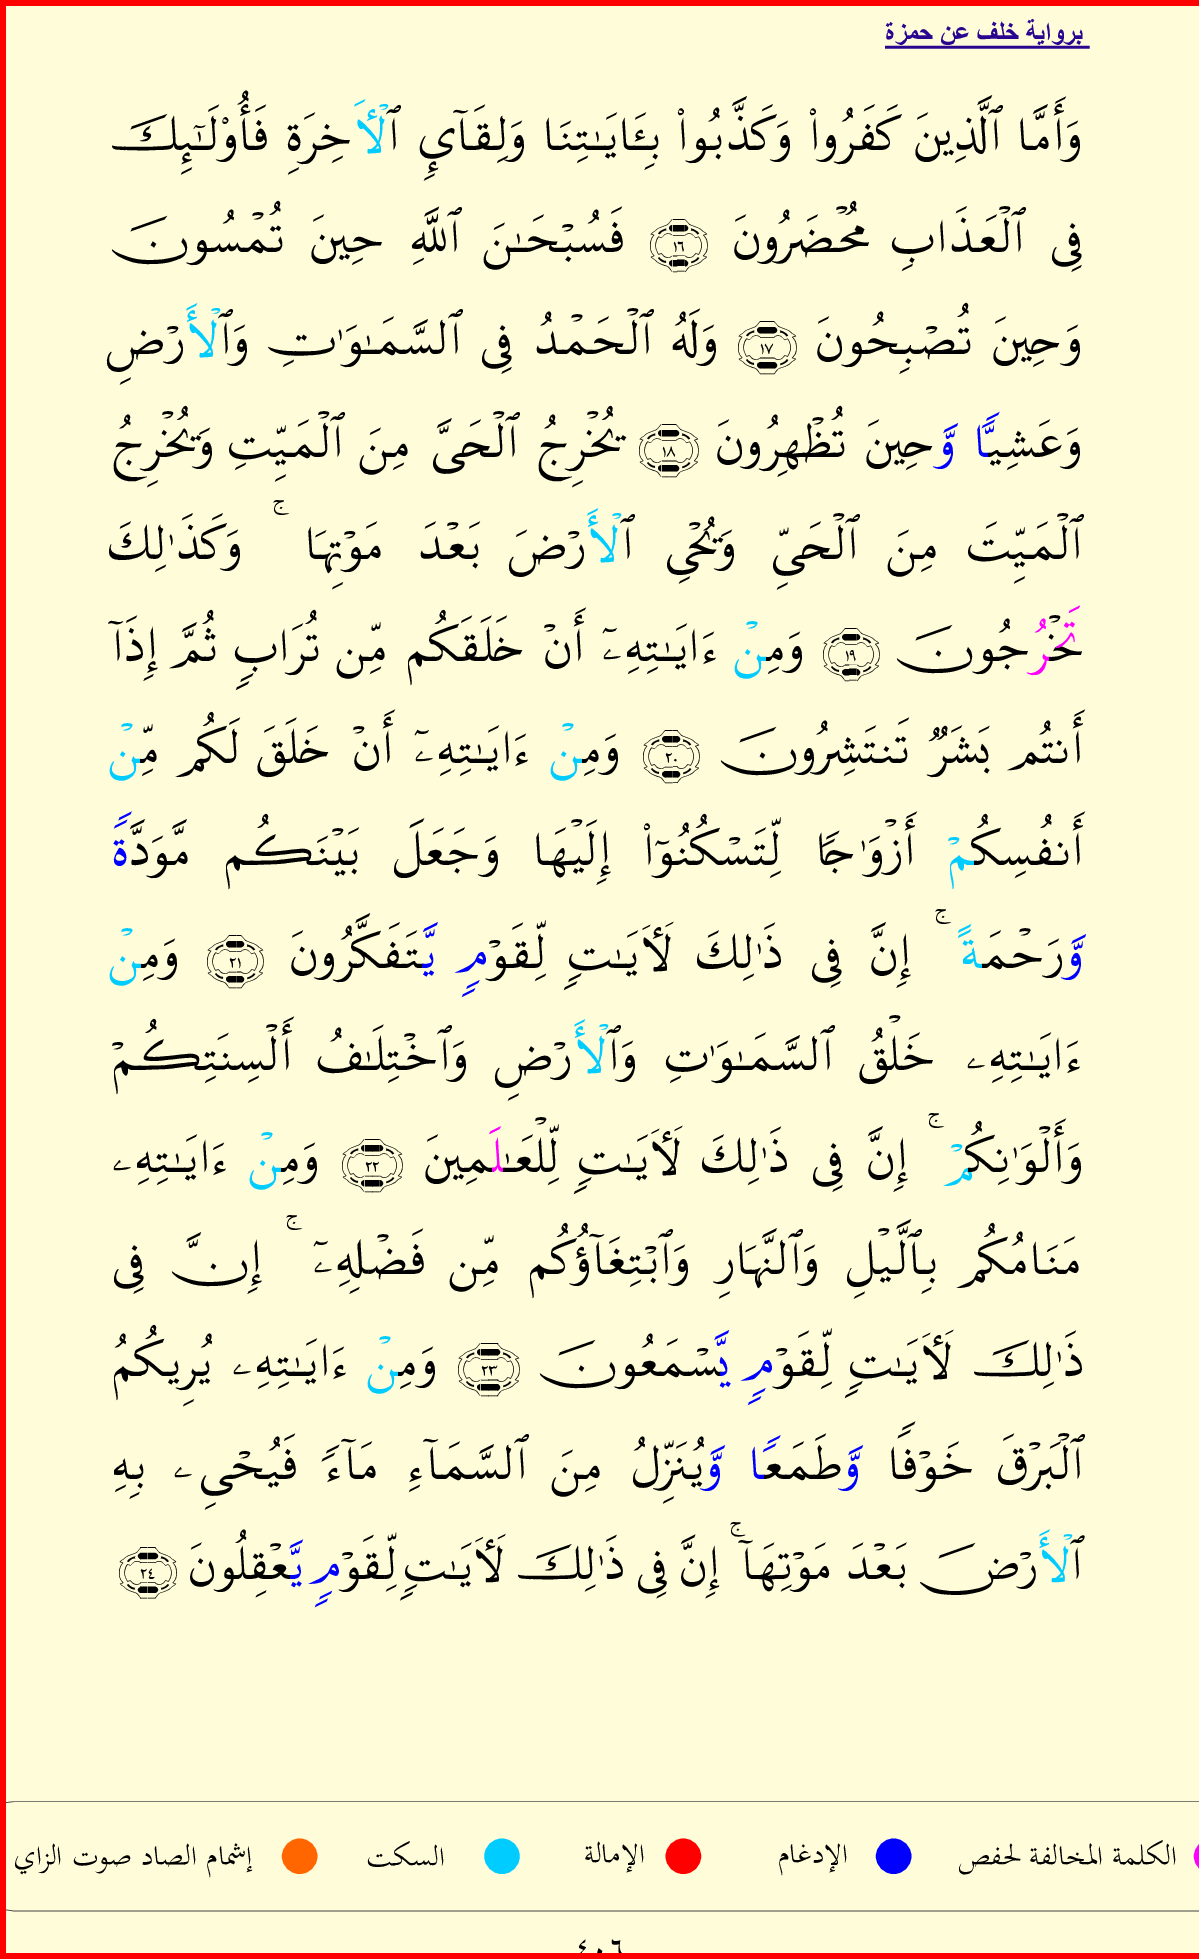 برواية خلف عن حمزة
وَأَمَّا ٱلَّذِينَ كَفَرُواْ وَكَذَّبُواْ بِـَٔايَٰتِنَا وَلِقَآيِٕ ٱلۡأٓخِرَةِ فَأُوْلَٰٓئِكَ
فِي ٱلۡعَذَابِ مُحۡضَرُونَ ١٦ فَسُبۡحَٰنَ ٱللَّهِ حِينَ تُمۡسُونَ
وَحِينَ تُصۡبِحُونَ ١٧ وَلَهُ ٱلۡحَمۡدُ فِي ٱلسَّمَٰوَٰتِ وَٱلۡأَرۡضِ
وَعَشِيّٗا وَّحِينَ تُظۡهِرُونَ ١٨ يُخۡرِجُ ٱلۡحَيَّ مِنَ ٱلۡمَيِّتِ وَيُخۡرِجُ
ٱلۡمَيِّتَ مِنَ ٱلۡحَيِّ وَيُحۡيِ ٱلۡأَرۡضَ بَعۡدَ مَوۡتِهَا ۚ وَكَذَٰلِكَ
تَخۡرُجُونَ ١٩ وَمِنۡ ءَايَٰتِهِۦٓ أَنۡ خَلَقَكُم مِّن تُرَابٖ ثُمَّ إِذَآ
أَنتُم بَشَرٞ تَنتَشِرُونَ ٢٠ وَمِنۡ ءَايَٰتِهِۦٓ أَنۡ خَلَقَ لَكُم مِّنۡ
أَنفُسِكُمۡ أَزۡوَٰجٗا لِّتَسۡكُنُوٓاْ إِلَيۡهَا وَجَعَلَ بَيۡنَكُم مَّوَدَّةٗ
وَّرَحۡمَةًۚ إِنَّ فِي ذَٰلِكَ لَأٓيَٰتٖ لِّقَوۡمٖ يَّتَفَكَّرُونَ ٢١ وَمِنۡ
ءَايَٰتِهِۦ خَلۡقُ ٱلسَّمَٰوَٰتِ وَٱلۡأَرۡضِ وَٱخۡتِلَٰفُ أَلۡسِنَتِكُمۡ
وَأَلۡوَٰنِكُمۡۚ إِنَّ فِي ذَٰلِكَ لَأٓيَٰتٖ لِّلۡعَٰلَمِينَ ٢٢ وَمِنۡ ءَايَٰتِهِۦ
مَنَامُكُم بِٱلَّيۡلِ وَٱلنَّهَارِ وَٱبۡتِغَآؤُكُم مِّن فَضۡلِهِۦٓۚ إِنَّ فِي
ذَٰلِكَ لَأٓيَٰتٖ لِّقَوۡمٖ يَّسۡمَعُونَ ٢٣ وَمِنۡ ءَايَٰتِهِۦ يُرِيكُمُ
ٱلۡبَرۡقَ خَوۡفٗا وَّطَمَعٗا وَّيُنَزِّلُ مِنَ ٱلسَّمَآءِ مَآءٗ فَيُحۡيِۦ بِهِ
ٱلۡأَرۡضَ بَعۡدَ مَوۡتِهَآۚ إِنَّ فِي ذَٰلِكَ لَأٓيَٰتٖ لِّقَوۡمٖ يَّعۡقِلُونَ ٢٤
الكلمة المخالفة لحفص الإدغام الإمالة السكت إشمام الصاد صوت الزاي
٤٠٦